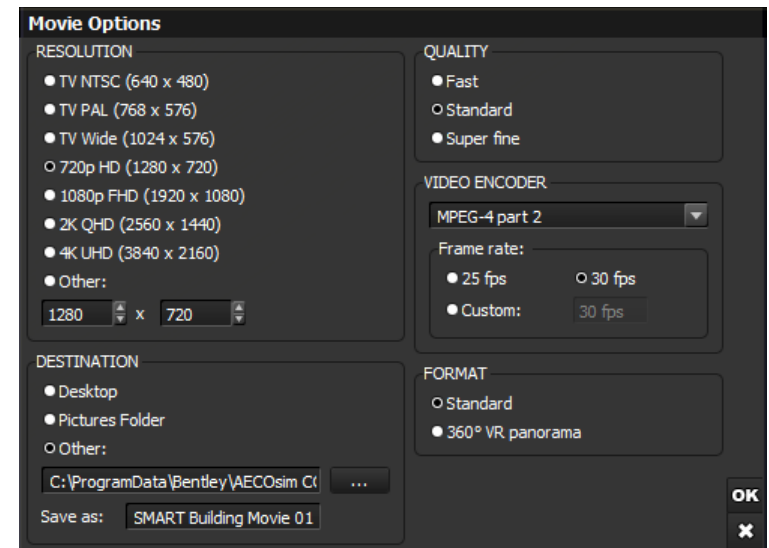 Movie Options
RESOLUTION
TV NTSC (640 x 480)
TV PAL (768 x 576)
TV Wide (1024 x 576)
720p HD (1280 x 720)
1080p FHD (1920 x 1080)
2K QHD (2560 x 1440)
4K UHD (3840 x 2160)
Other:
1280 x 720
DESTINATION
Desktop
Pictures Folder
Other:
C:\ProgramData\Bentley\AECOsim C( ...
Save as: SMART Building Movie 01
QUALITY
Fast
Standard
Super fine
VIDEO ENCODER
MPEG-4 part 2
Frame rate:
25 fps 30 fps
Custom: 30 fps
FORMAT
Standard
360° VR panorama
OK